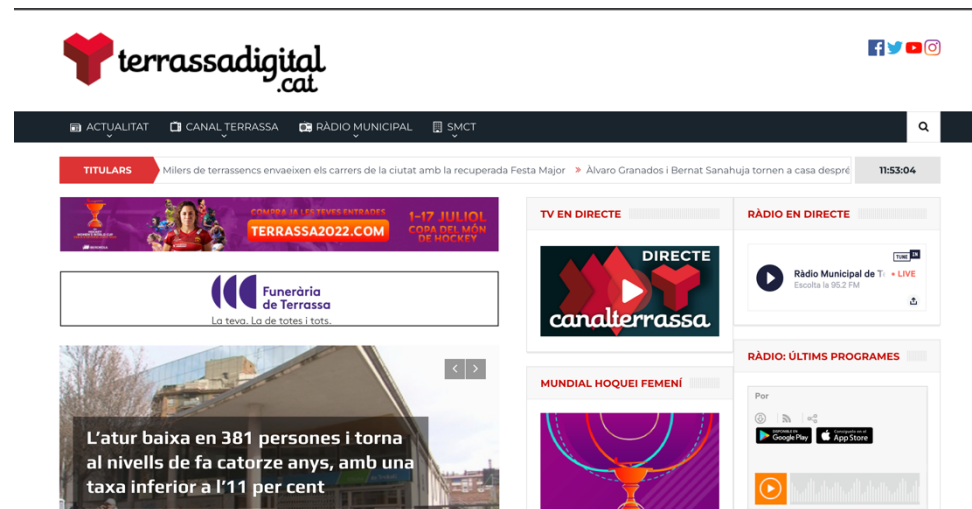 terrassadigital
.cat
ACTUALITAT CANAL TERRASSA RÀDIO MUNICIPAL SMCT
TITULARS Milers de terrassencs envaeixen els carrers de la ciutat amb la recuperada Festa Major » Àlvaro Granados i Bernat Sanahuja tornen a casa despré 11:53:04
COMPRA JA LES TEVES ENTRADES
TERRASSA2022.COM
1-17 JULIOL
COPA DEL MÓN
DE HOCKEY
Funerària
de Terrassa
La teva. La de totes i tots.
L'atur baixa en 381 persones i torna
al nivells de fa catorze anys, amb una
taxa inferior a l'11 per cent
TV EN DIRECTE
DIRECTE
canalterrassa
MUNDIAL HOQUEI FEMENÍ
RÀDIO EN DIRECTE
TUNE IN
Ràdio Municipal de T • LIVE
Escolta la 95.2 FM
RÀDIO: ÚLTIMS PROGRAMES
Por
Google Play
App Store